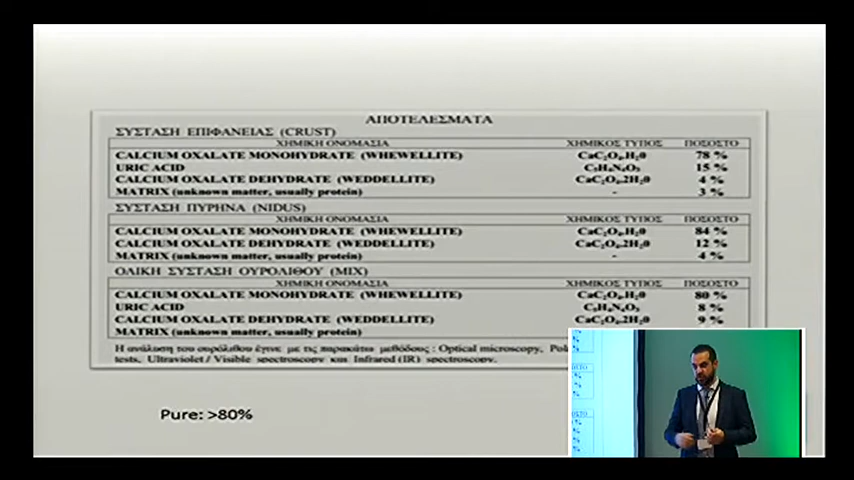 ΑΠΟΤΕΛΕΣΜΑΤΑ
ΣΥΣΤΑΣΗ ΕΠΙΦΑΝΕΙΑΣ (CRUST)
ΧΗΜΙΚΗ ΟΝΟΜΑΣΙΑ ΧΗΜΙΚΟΣ ΤΥΠΟΣ ΠΟΣΟΣΤΟ
CALCIUM OXALATE MONOHYDRATE (WHEWELLITE) CaC₂O₄.H₂0 78 %
URIC ACID C₅H₄N₄O₃ 15 %
CALCIUM OXALATE DEHYDRATE (WEDDELLITE) CaC₂O₄.2H₂0 4 %
MATRIX (unknown matter, usually protein) - 3 %
ΣΥΣΤΑΣΗ ΠΥΡΗΝΑ (NIDUS)
ΧΗΜΙΚΗ ΟΝΟΜΑΣΙΑ ΧΗΜΙΚΟΣ ΤΥΠΟΣ ΠΟΣΟΣΤΟ
CALCIUM OXALATE MONOHYDRATE (WHEWELLITE) CaC₂O₄.H₂0 84 %
CALCIUM OXALATE DEHYDRATE (WEDDELLITE) CaC₂O₄.2H₂0 12 %
MATRIX (unknown matter, usually protein) - 4 %
ΟΛΙΚΗ ΣΥΣΤΑΣΗ ΟΥΡΟΛΙΘΟΥ (MIX)
ΧΗΜΙΚΗ ΟΝΟΜΑΣΙΑ ΧΗΜΙΚΟΣ ΤΥΠΟΣ ΠΟΣΟΣΤΟ
CALCIUM OXALATE MONOHYDRATE (WHEWELLITE) CaC₂O₄.H₂0 80 %
URIC ACID C₅H₄N₄O₃ 8 %
CALCIUM OXALATE DEHYDRATE (WEDDELLITE) CaC₂O₄.2H₂0 9 %
MATRIX (unknown matter, usually protein)
Η ανάλυση του ουρόλιθου έγινε με τις παρακάτω μεθόδους : Optical microscopy,
tests, Ultraviolet / Visible spectroscopy και Infrared (IR) spectroscopy.
Pure: >80%